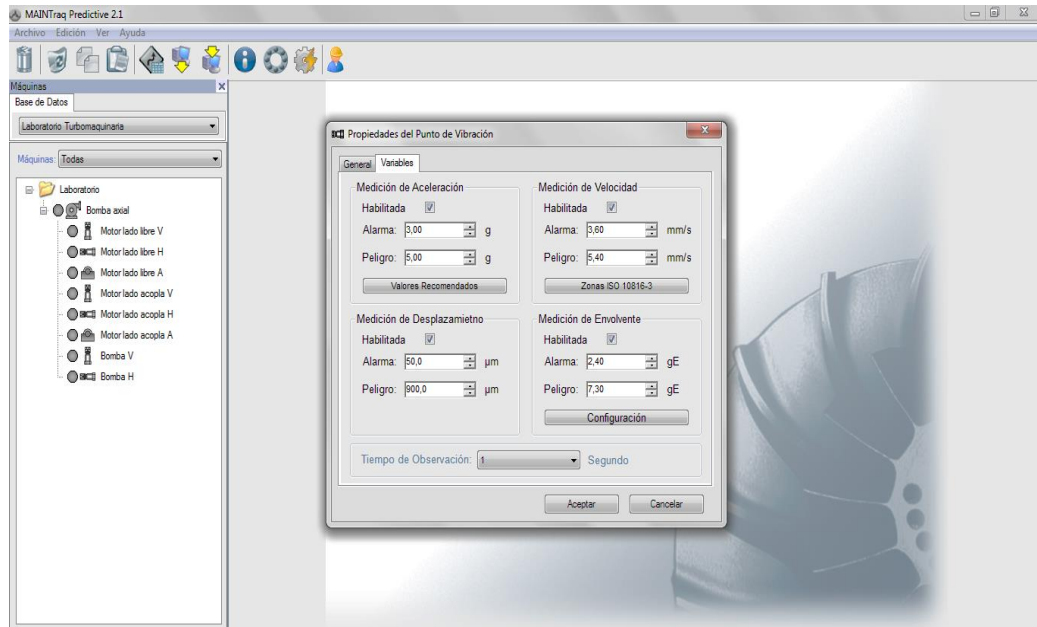 MAINTraq Predictive 2.1
Archivo Edición Ver Ayuda
Máquinas
Base de Datos
Laboratorio Turbomaquinaria
Máquinas: Todas
Laboratorio
Bomba axial
Motor lado libre V
Motor lado libre H
Motor lado libre A
Motor lado acopla V
Motor lado acopla H
Motor lado acopla A
Bomba V
Bomba H
Propiedades del Punto de Vibración
General Variables
Medición de Aceleración
Habilitada
Alarma: 3,00 g
Peligro: 5,00 g
Valores Recomendados
Medición de Velocidad
Habilitada
Alarma: 3,60 mm/s
Peligro: 5,40 mm/s
Zonas ISO 10816-3
Medición de Desplazamietno
Habilitada
Alarma: 50,0 µm
Peligro: 900,0 µm
Medición de Envolvente
Habilitada
Alarma: 2,40 gE
Peligro: 7,30 gE
Configuración
Tiempo de Observación: 1 Segundo
Aceptar Cancelar